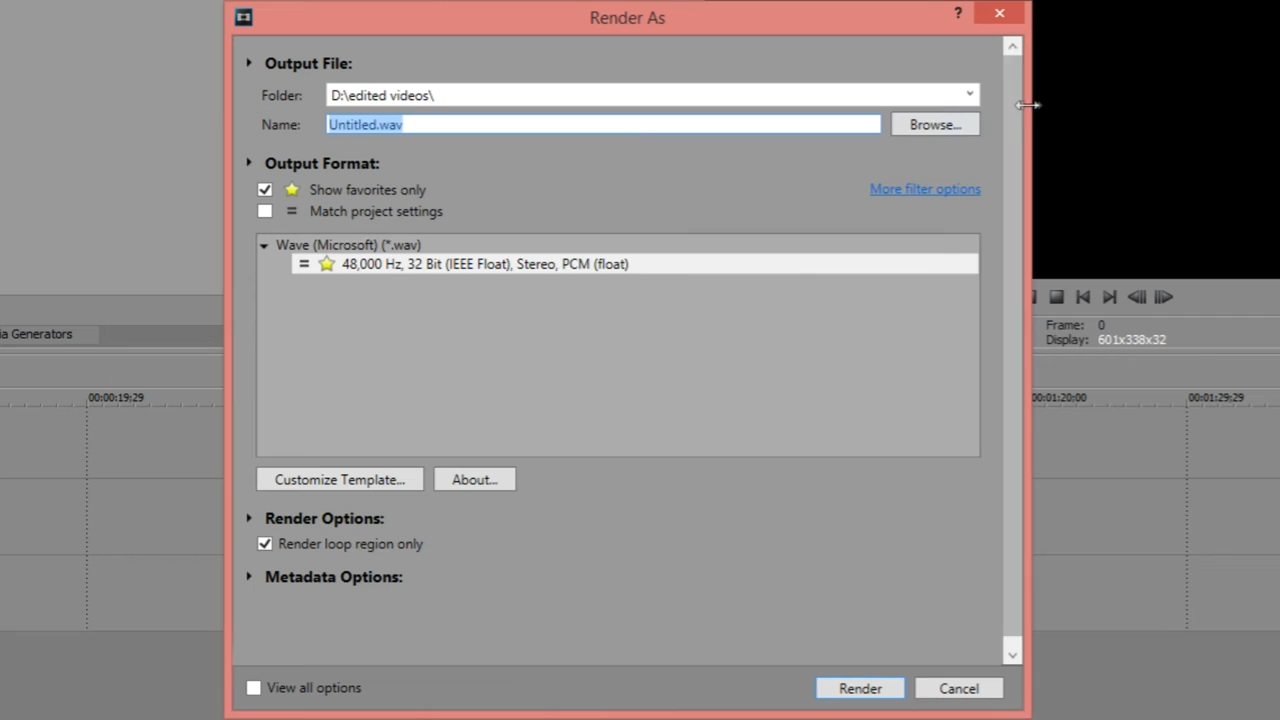 Render As
?
Output File:
Folder: D:\edited videos\
Name: Untitled.wav Browse...
Output Format:
Show favorites only More filter options
= Match project settings
Wave (Microsoft) (*.wav)
= 48,000 Hz, 32 Bit (IEEE Float), Stereo, PCM (float)
ia Generators
Frame: 0
Display: 601x338x32
00:00:19;29 00:01:20;00 00:01:29;29
Customize Template... About...
Render Options:
Render loop region only
Metadata Options:
View all options Render Cancel